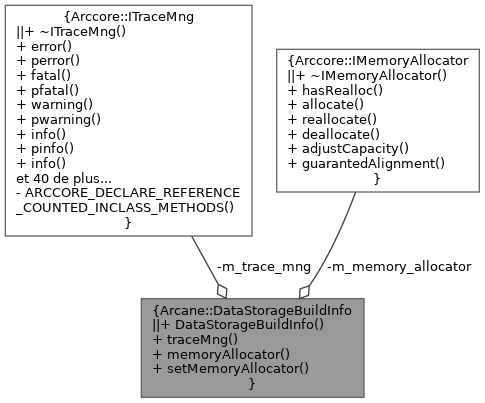 {Arccore::ITraceMng
||+ ~ITraceMng()
+ error()
+ perror()
+ fatal()
+ pfatal()
+ warning()
+ pwarning()
+ info()
+ pinfo()
+ info()
et 40 de plus...
- ARCCORE_DECLARE_REFERENCE
_COUNTED_INCLASS_METHODS()
}
{Arccore::IMemoryAllocator
||+ ~IMemoryAllocator()
+ hasRealloc()
+ allocate()
+ reallocate()
+ deallocate()
+ adjustCapacity()
+ guarantedAlignment()
}
-m_trace_mng
-m_memory_allocator
{Arcane::DataStorageBuildInfo
||+ DataStorageBuildInfo()
+ traceMng()
+ memoryAllocator()
+ setMemoryAllocator()
}